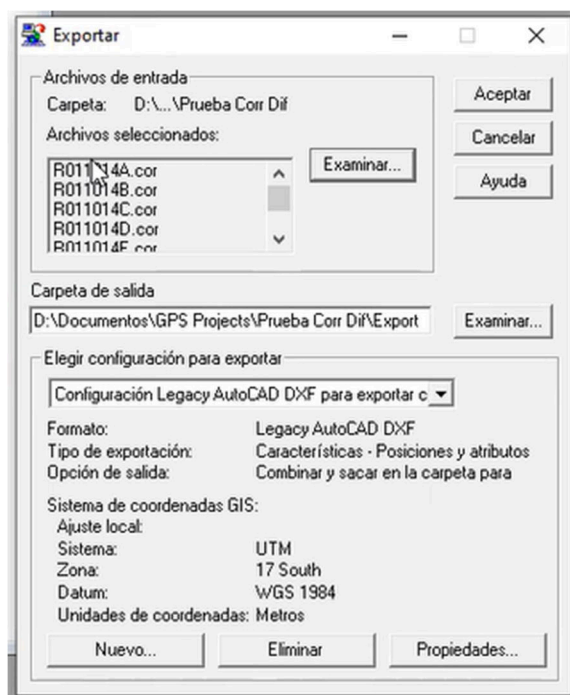 Exportar
Archivos de entrada
Carpeta: D:\...\Prueba Corr Dif
Archivos seleccionados:
R011014A.cor
R011014B.cor
R011014C.cor
R011014D.cor
R011014E.cor
Examinar...
Aceptar
Cancelar
Ayuda
Carpeta de salida
D:\Documentos\GPS Projects\Prueba Corr Dif\Export
Examinar...
Elegir configuración para exportar
Configuración Legacy AutoCAD DXF para exportar c
Formato: Legacy AutoCAD DXF
Tipo de exportación: Características - Posiciones y atributos
Opción de salida: Combinar y sacar en la carpeta para
Sistema de coordenadas GIS:
Ajuste local:
Sistema: UTM
Zona: 17 South
Datum: WGS 1984
Unidades de coordenadas: Metros
Nuevo...
Eliminar
Propiedades...